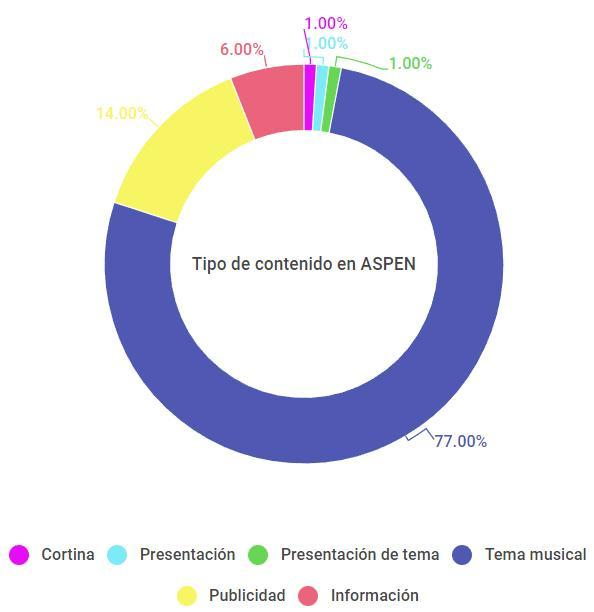 1.00%
1.00%
6.00%
1.00%
14.00%
Tipo de contenido en ASPEN
77.00%
Cortina Presentación Presentación de tema Tema musical
Publicidad Información